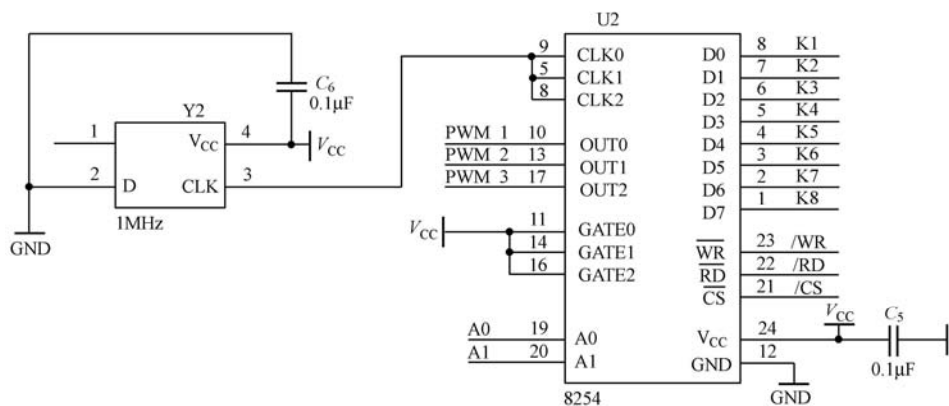 U2
9 CLK0 D0 8 K1
5 CLK1 D1 7 K2
8 CLK2 D2 6 K3
D3 5 K4
PWM 1 10 OUT0 D4 4 K5
PWM 2 13 OUT1 D5 3 K6
PWM 3 17 OUT2 D6 2 K7
D7 1 K8
VCC 11 GATE0
14 GATE1 WR 23 /WR
16 GATE2 RD 22 /RD
CS 21 /CS
A0 19 A0 VCC 24 VCC C5
0.1μF
A1 20 A1 GND 12 GND
8254
C6
0.1μF
Y2
1 VCC 4 VCC
2 D CLK 3
1MHz
GND